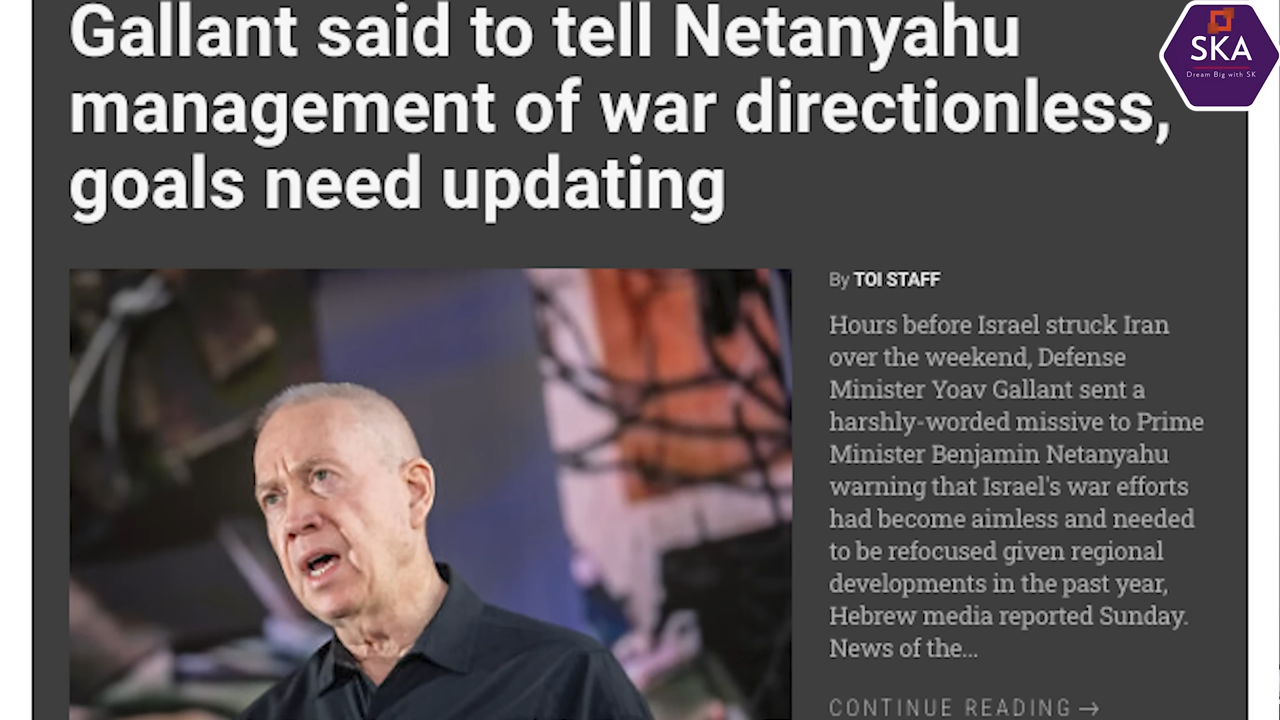 Gallant said to tell Netanyahu
management of war directionless,
goals need updating
SKA
Dream Big with SK
By TOI STAFF
Hours before Israel struck Iran
over the weekend, Defense
Minister Yoav Gallant sent a
harshly-worded missive to Prime
Minister Benjamin Netanyahu
warning that Israel's war efforts
had become aimless and needed
to be refocused given regional
developments in the past year,
Hebrew media reported Sunday.
News of the...
CONTINUE READING →